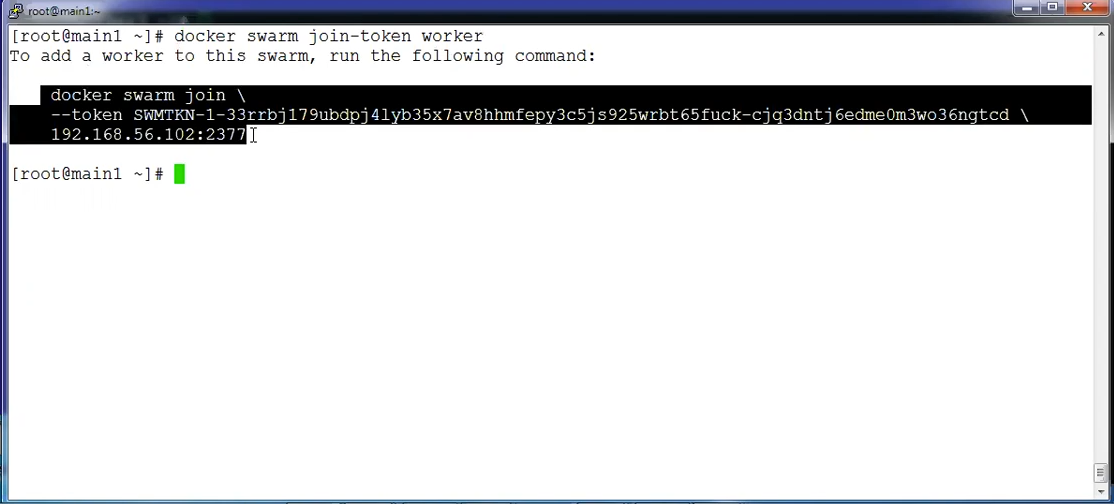 root@main1:~
[root@main1 ~]# docker swarm join-token worker
To add a worker to this swarm, run the following command:
docker swarm join \
--token SWMTKN-1-33rrbj179ubdpj4lyb35x7av8hhmfepy3c5js925wrbt65fuck-cjq3dntj6edme0m3wo36ngtcd \
192.168.56.102:2377
[root@main1 ~]#